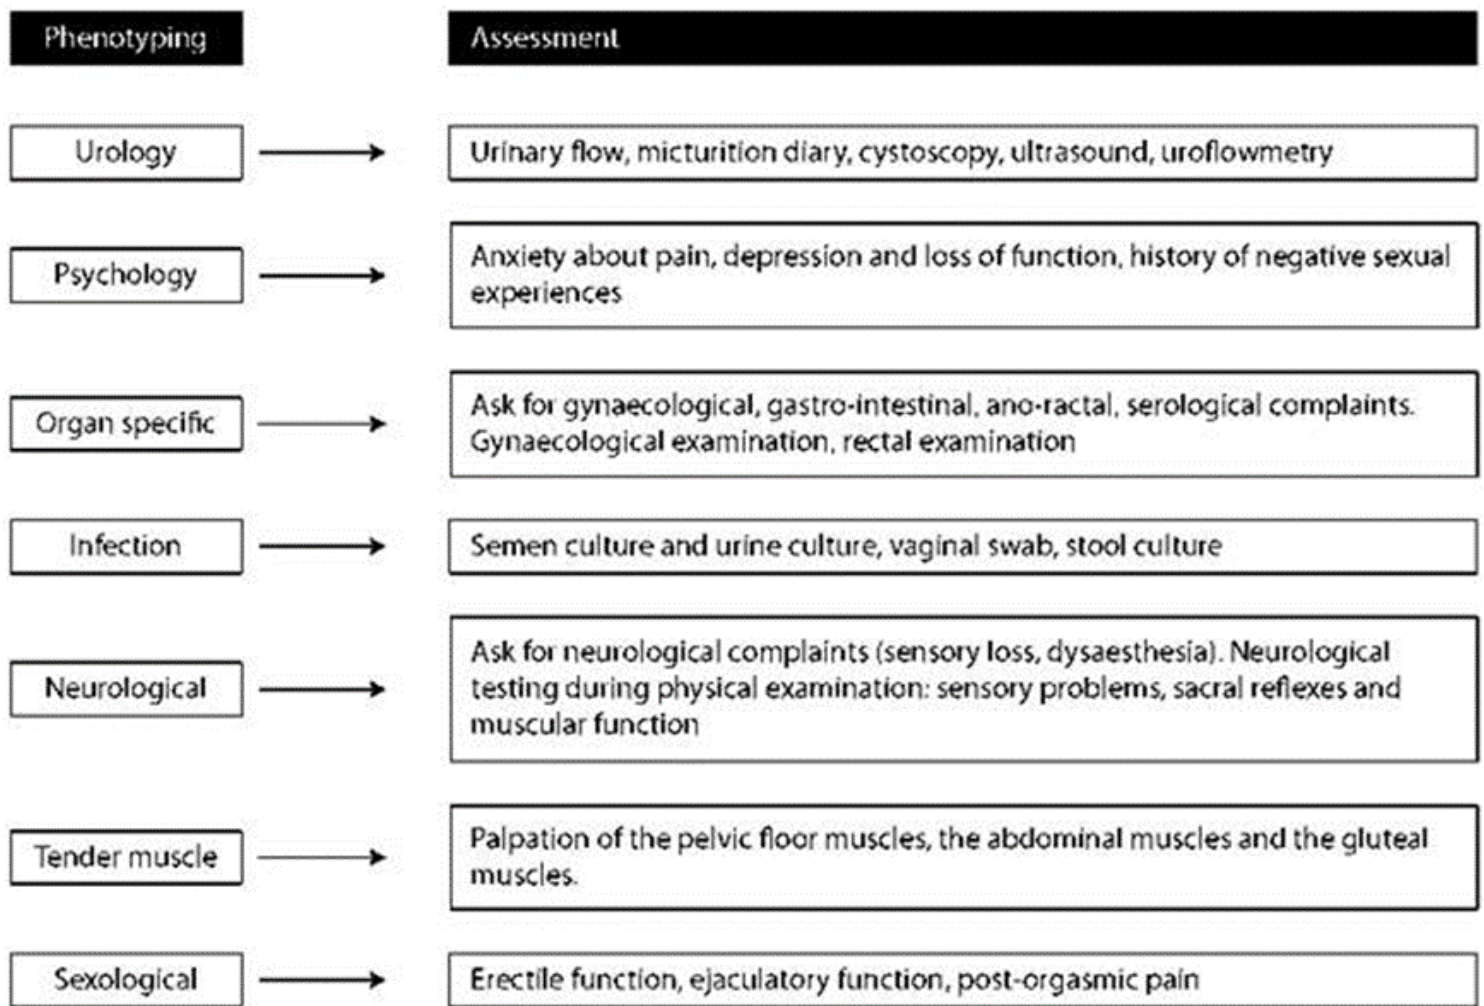 Phenotyping
Assessment
Urology
Urinary flow, micturition diary, cystoscopy, ultrasound, uroflowmetry
Psychology
Anxiety about pain, depression and loss of function, history of negative sexual
experiences
Organ specific
Ask for gynaecological, gastro-intestinal, ano-ractal, serological complaints.
Gynaecological examination, rectal examination
Infection
Semen culture and urine culture, vaginal swab, stool culture
Neurological
Ask for neurological complaints (sensory loss, dysaesthesia). Neurological
testing during physical examination: sensory problems, sacral reflexes and
muscular function
Tender muscle
Palpation of the pelvic floor muscles, the abdominal muscles and the gluteal
muscles.
Sexological
Erectile function, ejaculatory function, post-orgasmic pain